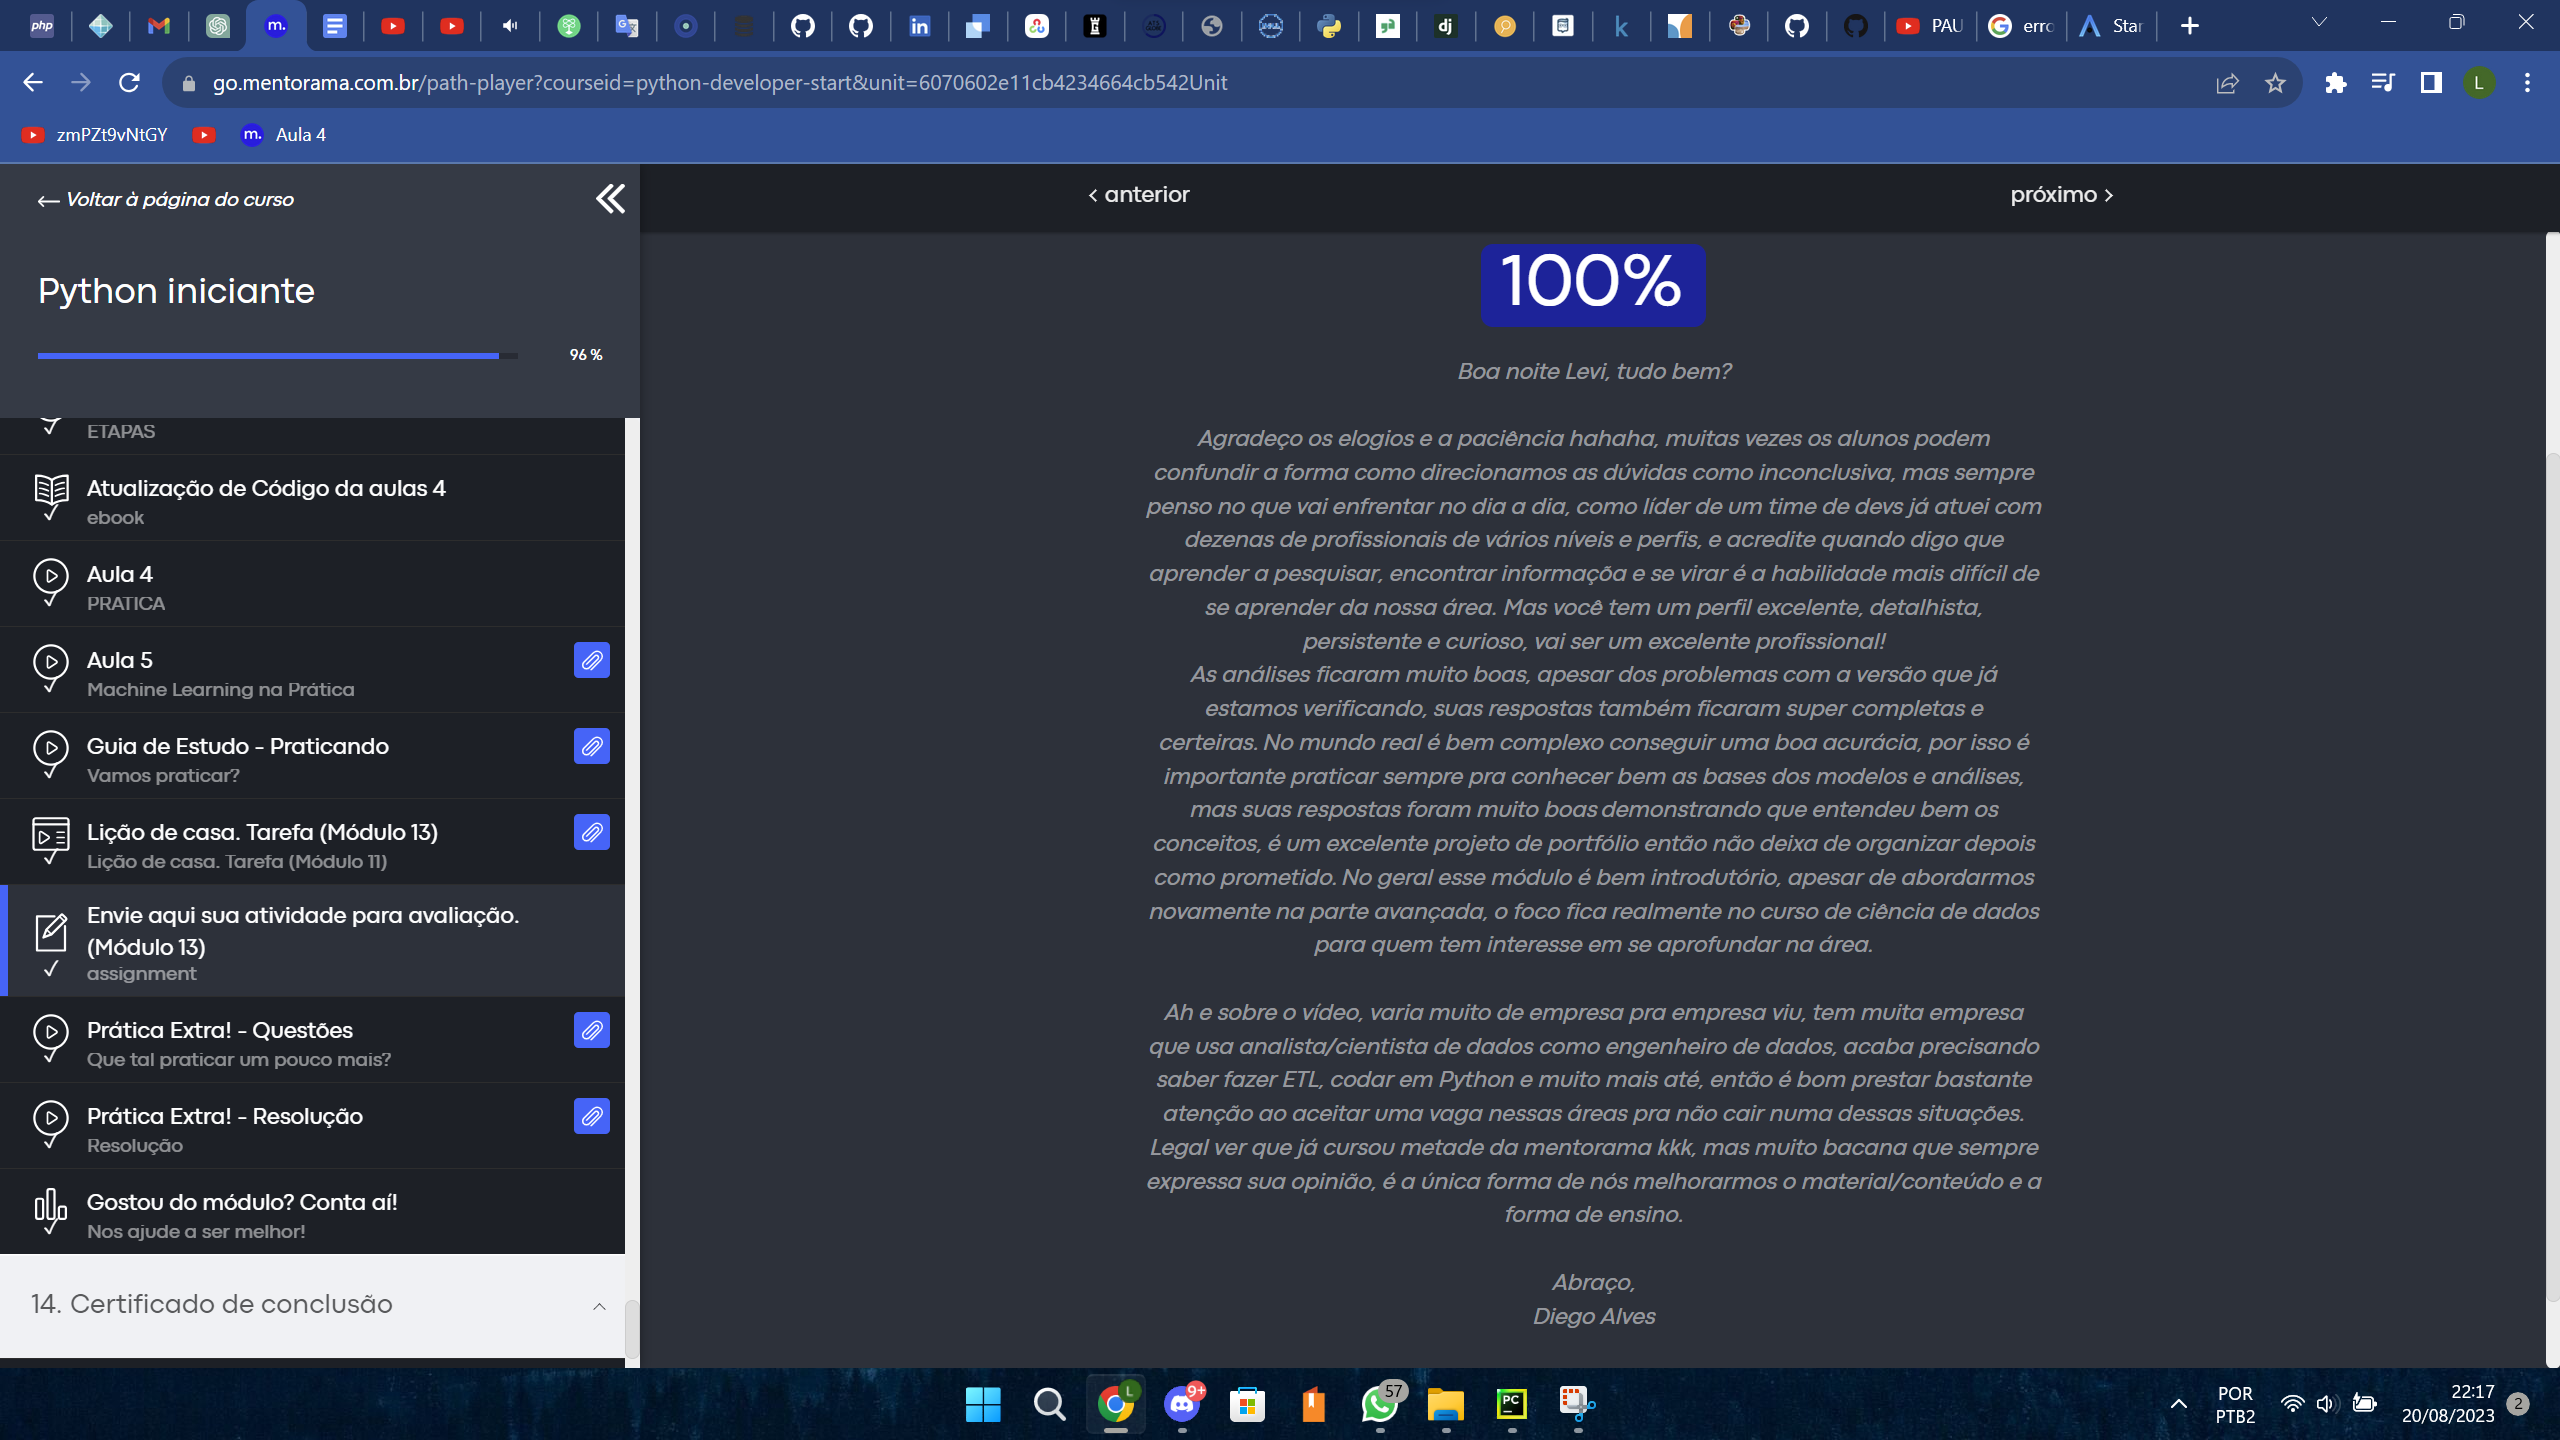 php
m.
in
dj
k
PAU
erro
Star
go.mentorama.com.br/path-player?courseid=python-developer-start&unit=6070602e11cb4234664cb542Unit
L
zmPZt9vNtGY
m. Aula 4
← Voltar à página do curso
Python iniciante
96 %
ETAPAS
Atualização de Código da aulas 4
ebook
Aula 4
PRATICA
Aula 5
Machine Learning na Prática
Guia de Estudo - Praticando
Vamos praticar?
Lição de casa. Tarefa (Módulo 13)
Lição de casa. Tarefa (Módulo 11)
Envie aqui sua atividade para avaliação.
(Módulo 13)
assignment
Prática Extra! - Questões
Que tal praticar um pouco mais?
Prática Extra! - Resolução
Resolução
Gostou do módulo? Conta aí!
Nos ajude a ser melhor!
14. Certificado de conclusão
‹ anterior
próximo ›
100%
Boa noite Levi, tudo bem?
Agradeço os elogios e a paciência hahaha, muitas vezes os alunos podem
confundir a forma como direcionamos as dúvidas como inconclusiva, mas sempre
penso no que vai enfrentar no dia a dia, como líder de um time de devs já atuei com
dezenas de profissionais de vários níveis e perfis, e acredite quando digo que
aprender a pesquisar, encontrar informação e se virar é a habilidade mais difícil de
se aprender da nossa área. Mas você tem um perfil excelente, detalhista,
persistente e curioso, vai ser um excelente profissional!
As análises ficaram muito boas, apesar dos problemas com a versão que já
estamos verificando, suas respostas também ficaram super completas e
certeiras. No mundo real é bem complexo conseguir uma boa acurácia, por isso é
importante praticar sempre pra conhecer bem as bases dos modelos e análises,
mas suas respostas foram muito boas demonstrando que entendeu bem os
conceitos, é um excelente projeto de portfólio então não deixa de organizar depois
como prometido. No geral esse módulo é bem introdutório, apesar de abordarmos
novamente na parte avançada, o foco fica realmente no curso de ciência de dados
para quem tem interesse em se aprofundar na área.
Ah e sobre o vídeo, varia muito de empresa pra empresa viu, tem muita empresa
que usa analista/cientista de dados como engenheiro de dados, acaba precisando
saber fazer ETL, codar em Python e muito mais até, então é bom prestar bastante
atenção ao aceitar uma vaga nessas áreas pra não cair numa dessas situações.
Legal ver que já cursou metade da mentorama kkk, mas muito bacana que sempre
expressa sua opinião, é a única forma de nós melhorarmos o material/conteúdo e a
forma de ensino.
Abraço,
Diego Alves
L
9+
57
PC
POR
PTB2
22:17
20/08/2023
2